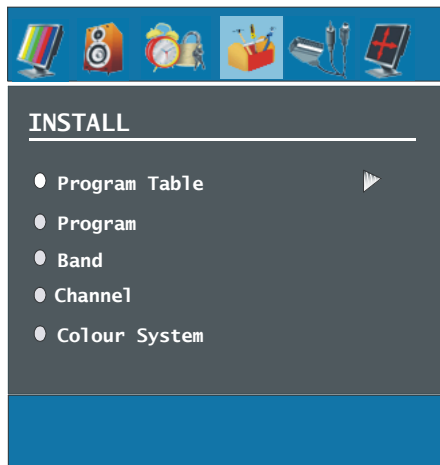 INSTALL
Program Table
Program
Band
Channel
Colour System